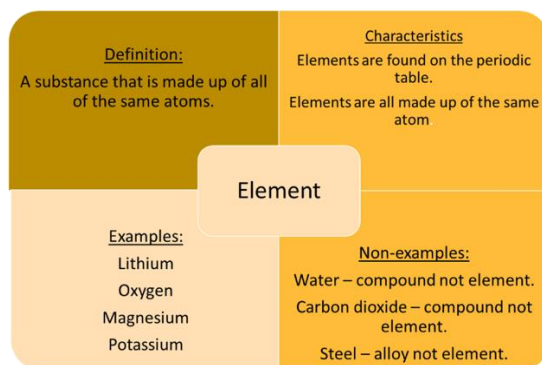 Definition:
A substance that is made up of all
of the same atoms.
Characteristics
Elements are found on the periodic
table.
Elements are all made up of the same
atom
Element
Examples:
Lithium
Oxygen
Magnesium
Potassium
Non-examples:
Water – compound not element.
Carbon dioxide – compound not
element.
Steel – alloy not element.